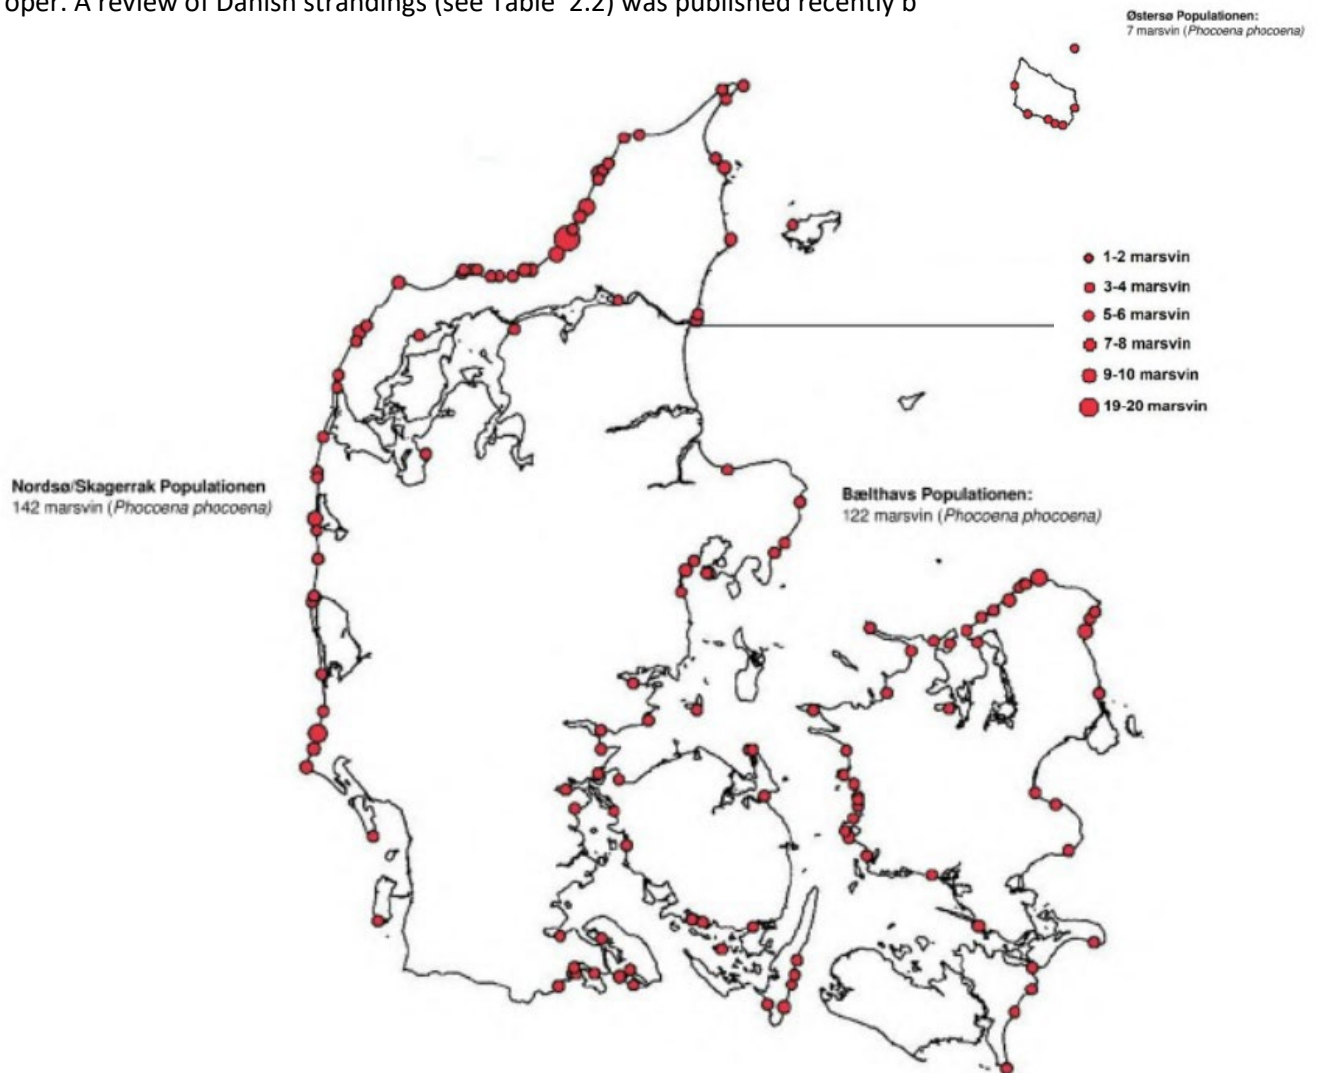 oper. A review of Danish strandings (see Table 2.2) was published recently b
Østersø Populationen:
7 marsvin (Phocoena phocoena)
1-2 marsvin
3-4 marsvin
5-6 marsvin
7-8 marsvin
9-10 marsvin
19-20 marsvin
Nordsø/Skagerrak Populationen
142 marsvin (Phocoena phocoena)
Bælthavs Populationen:
122 marsvin (Phocoena phocoena)